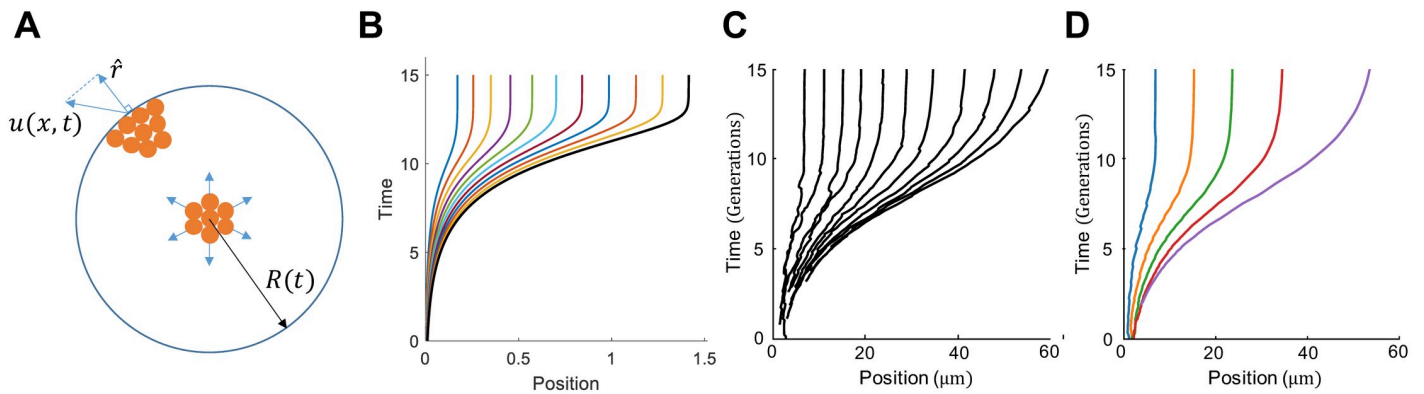 A
r̂
u(x, t)
R(t)
B
Time
15
10
5
0
0
0.5
1
1.5
Position
C
Time (Generations)
15
10
5
0
0
20
40
60
Position (μm)
D
Time (Generations)
15
10
5
0
0
20
40
60
Position (μm)